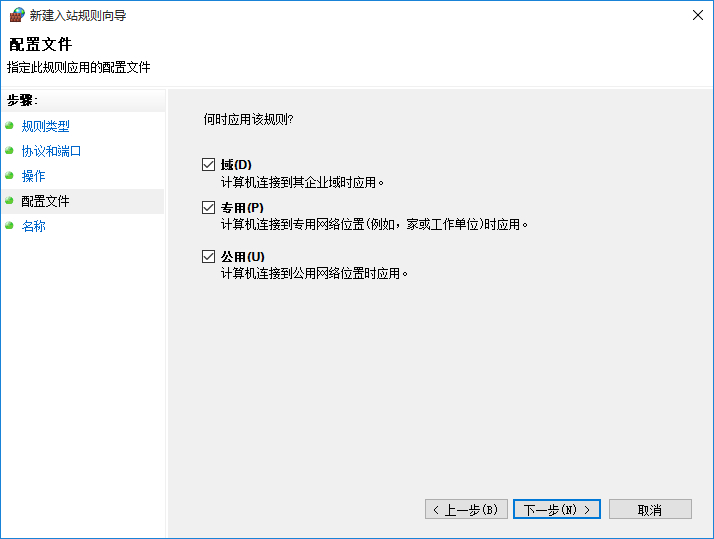 新建入站规则向导
配置文件
指定此规则应用的配置文件
步骤:
规则类型
协议和端口
操作
配置文件
名称
何时应用该规则?
域(D)
计算机连接到其企业域时应用。
专用(P)
计算机连接到专用网络位置(例如，家或工作单位)时应用。
公用(U)
计算机连接到公用网络位置时应用。
< 上一步(B)
下一步(N) >
取消